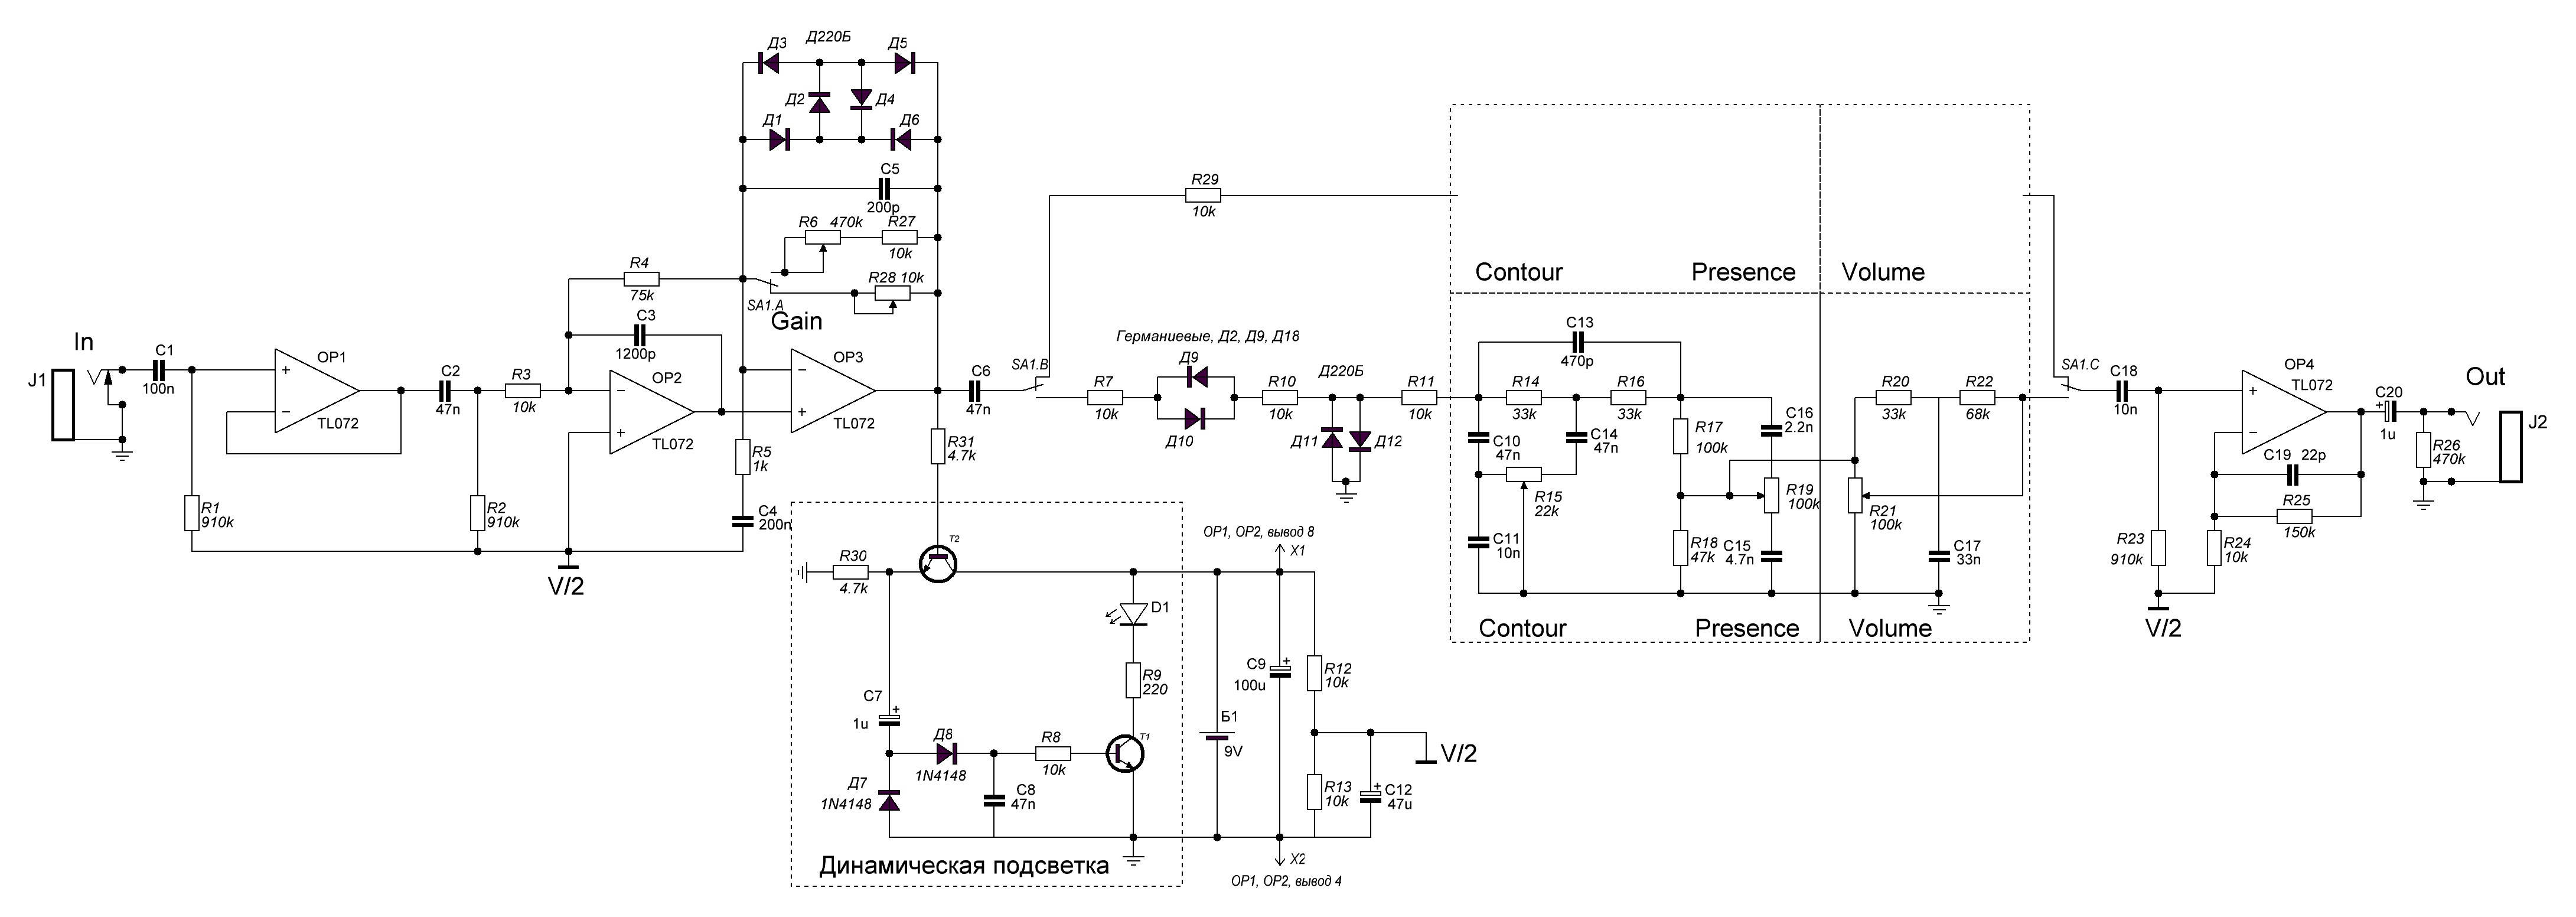 In
J1
C1
100n
R1
910k
OP1
TL072
C2
47n
R2
910k
R3
10k
R4
75k
C3
1200p
OP2
TL072
V/2
Д3
Д220Б
Д5
Д2
Д4
Д1
Д6
C5
200p
R6
470k
R27
10k
R28 10k
SA1.A
Gain
OP3
TL072
R5
1k
C4
200n
R31
4.7k
C6
47n
SA1.B
R29
10k
Германиевые, Д2, Д9, Д18
R7
10k
Д9
Д10
R10
10k
Д220Б
Д11
Д12
R11
10k
T2
R30
4.7k
C7
1u
Д8
1N4148
Д7
1N4148
C8
47n
R8
10k
T1
D1
R9
220
Динамическая подсветка
OP1, OP2, вывод 8
X1
Б1
9V
C9
100u
R12
10k
R13
10k
C12
47u
V/2
X2
OP1, OP2, вывод 4
Contour
Presence
Volume
C13
470p
R14
33k
R16
33k
C10
47n
C14
47n
R15
22k
C11
10n
R17
100k
C16
2.2n
R19
100k
R18
47k
C15
4.7n
R20
33k
R22
68k
R21
100k
C17
33n
Contour
Presence
Volume
SA1.C
C18
10n
R23
910k
V/2
OP4
TL072
C19
22p
R25
150k
R24
10k
C20
1u
R26
470k
Out
J2